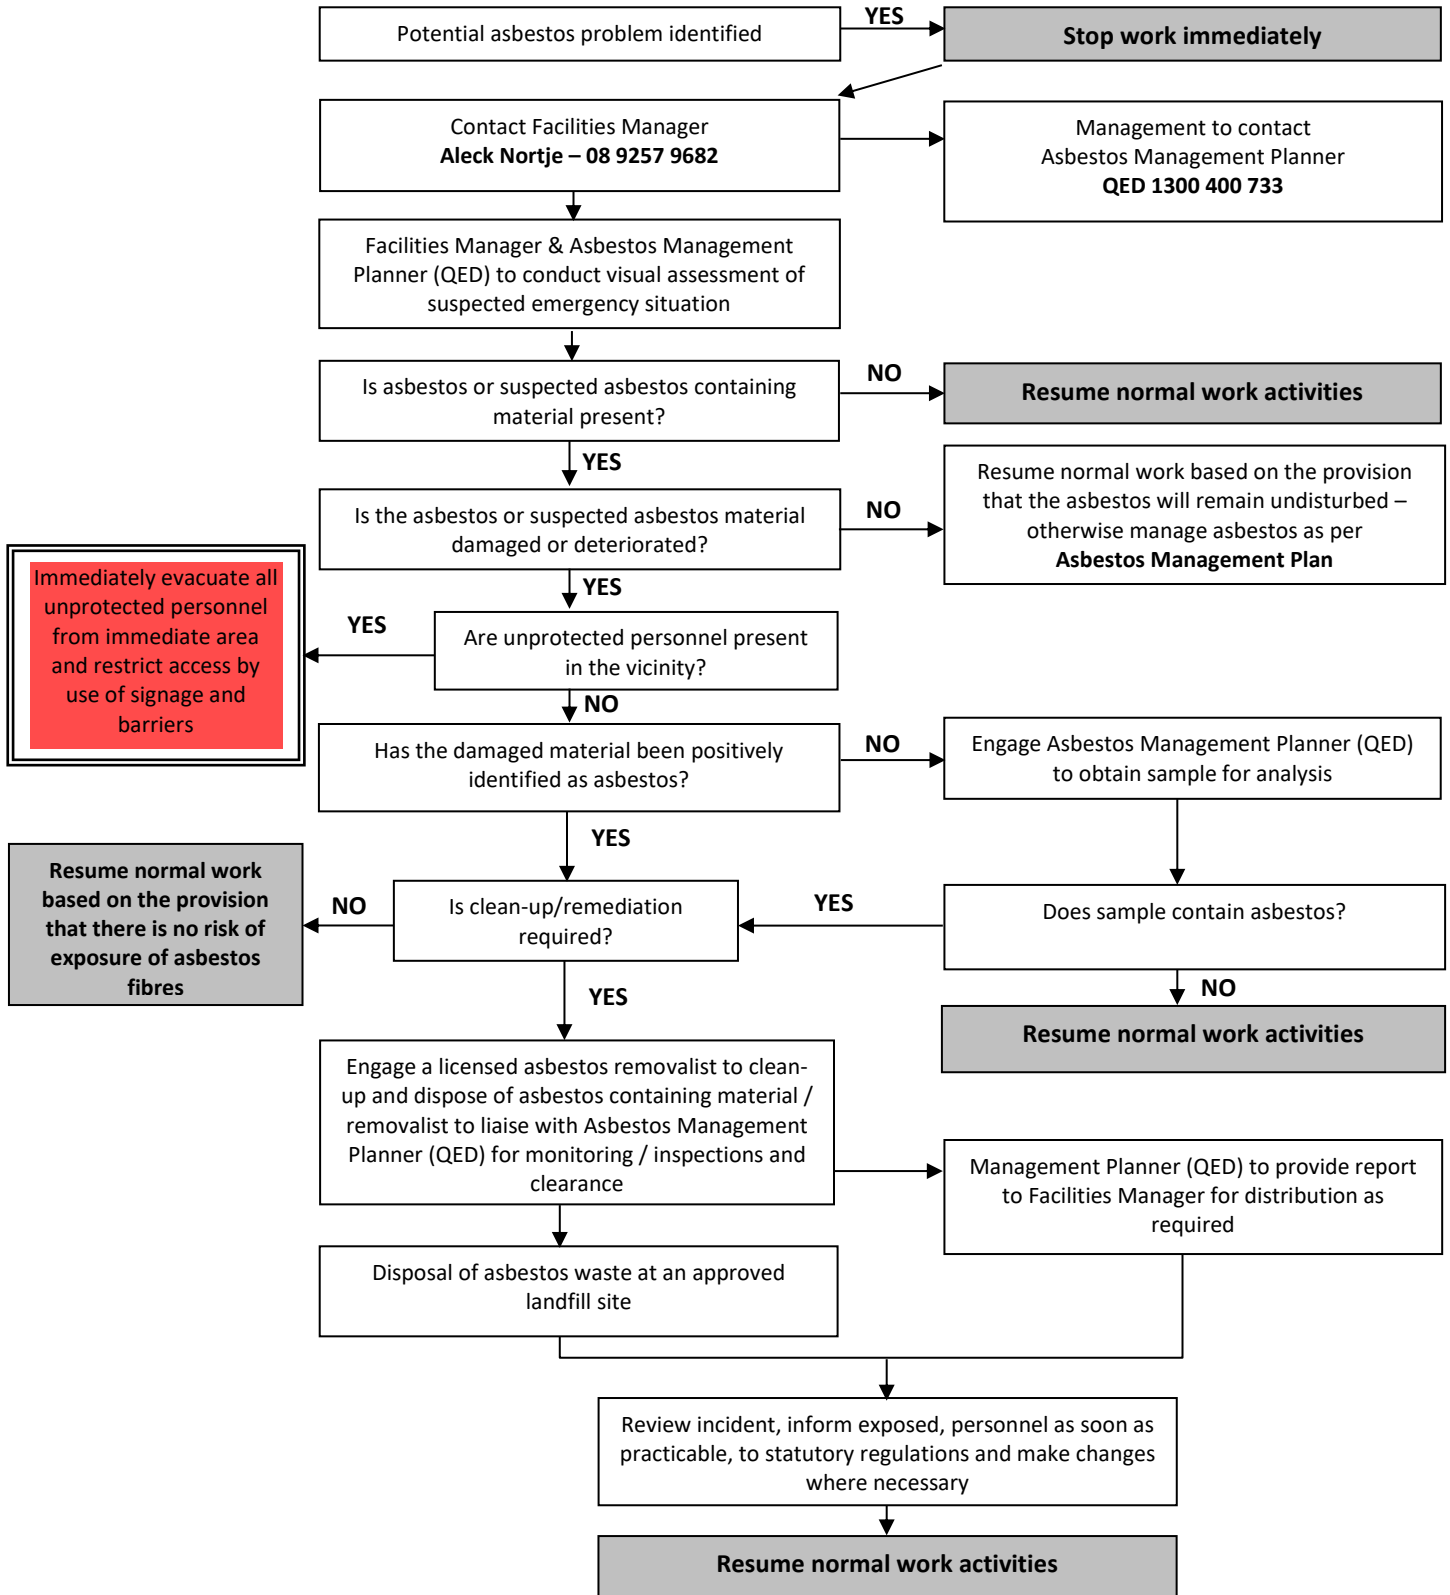 Potential asbestos problem identified
YES
Stop work immediately
Contact Facilities Manager
Aleck Nortje – 08 9257 9682
Management to contact
Asbestos Management Planner
QED 1300 400 733
Facilities Manager & Asbestos Management
Planner (QED) to conduct visual assessment of
suspected emergency situation
Is asbestos or suspected asbestos containing
material present?
NO
Resume normal work activities
YES
Is the asbestos or suspected asbestos material
damaged or deteriorated?
NO
Resume normal work based on the provision
that the asbestos will remain undisturbed –
otherwise manage asbestos as per
Asbestos Management Plan
YES
Are unprotected personnel present
in the vicinity?
YES
Immediately evacuate all
unprotected personnel
from immediate area
and restrict access by
use of signage and
barriers
NO
Has the damaged material been positively
identified as asbestos?
NO
Engage Asbestos Management Planner (QED)
to obtain sample for analysis
YES
Is clean-up/remediation
required?
NO
Resume normal work
based on the provision
that there is no risk of
exposure of asbestos
fibres
YES
Does sample contain asbestos?
NO
Resume normal work activities
YES
Engage a licensed asbestos removalist to clean-
up and dispose of asbestos containing material /
removalist to liaise with Asbestos Management
Planner (QED) for monitoring / inspections and
clearance
Management Planner (QED) to provide report
to Facilities Manager for distribution as
required
Disposal of asbestos waste at an approved
landfill site
Review incident, inform exposed, personnel as soon as
practicable, to statutory regulations and make changes
where necessary
Resume normal work activities